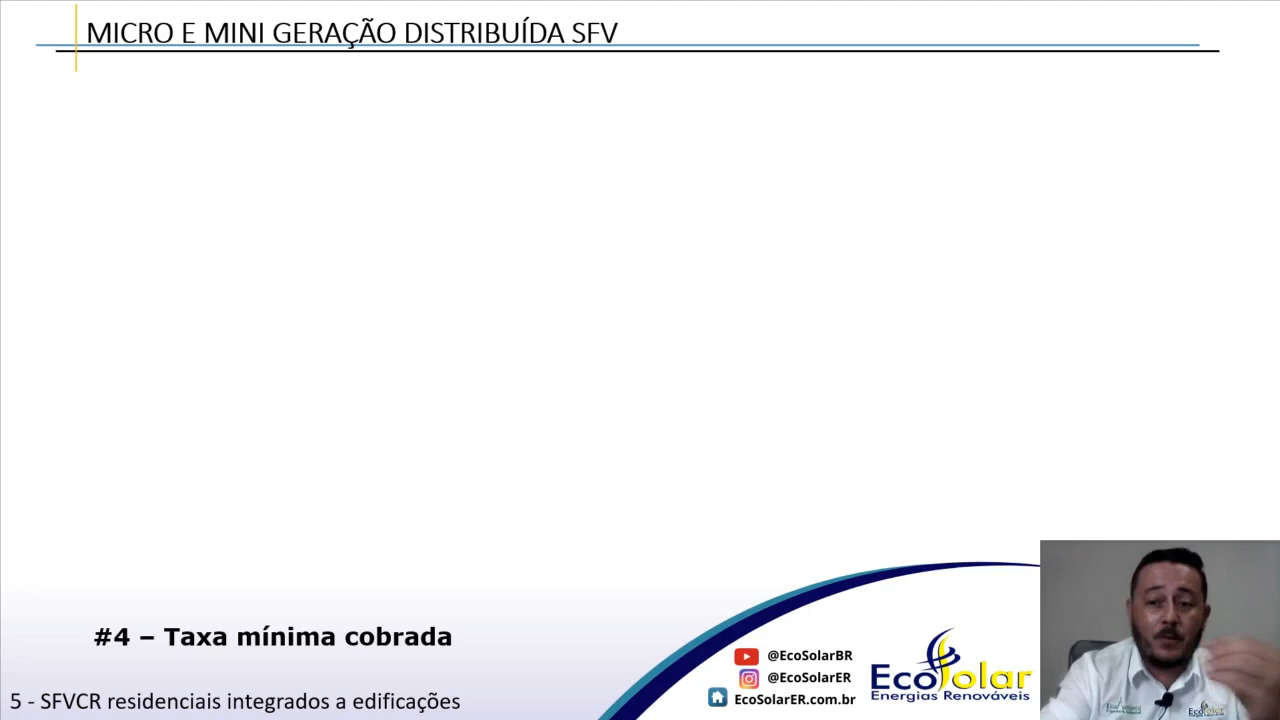 MICRO E MINI GERAÇÃO DISTRIBUÍDA SFV
#4 – Taxa mínima cobrada
5 - SFVCR residenciais integrados a edificações
@EcoSolarBR
@EcoSolarER
EcoSolarER.com.br
EcoSolar
Energias Renováveis